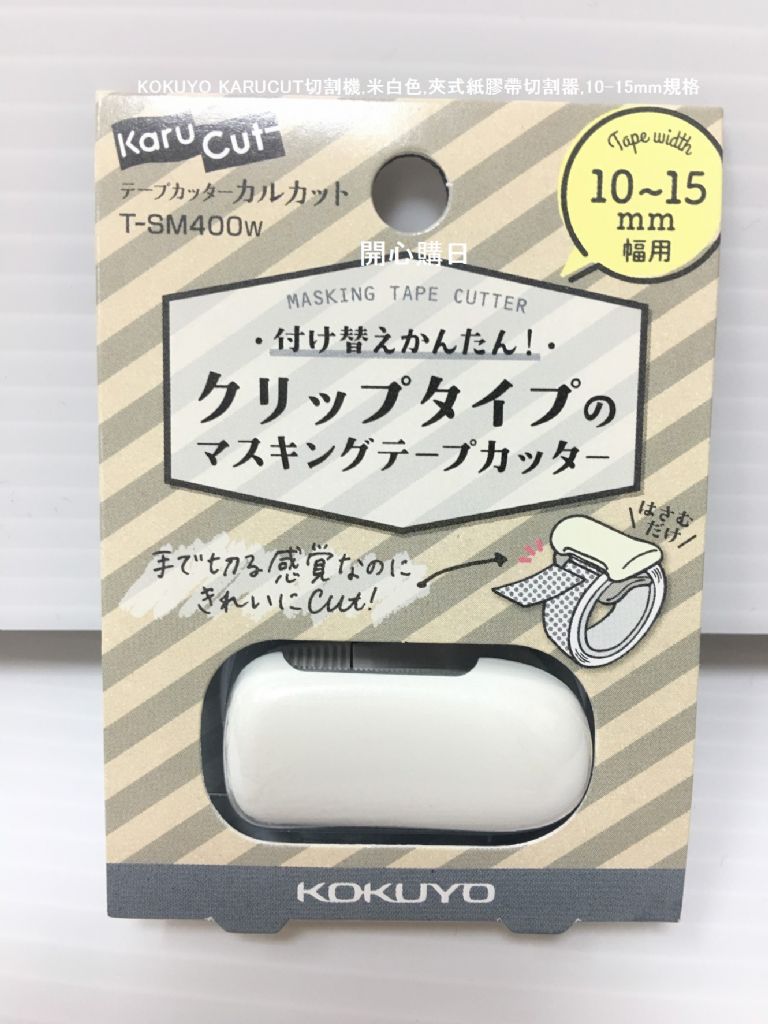 KOKUYO KARUCUT切割機,米白色,夾式紙膠帶切割器,10-15mm規格
Karu Cut
テープカッターカルカット
T-SM400W
Tape width
10~15
mm
幅用
開心購日
MASKING TAPE CUTTER
・付け替えかんたん!・
クリップタイプの
マスキングテープカッター
はさむ
だけ
手で切る感覚なのに
きれいにcut!
KOKUYO